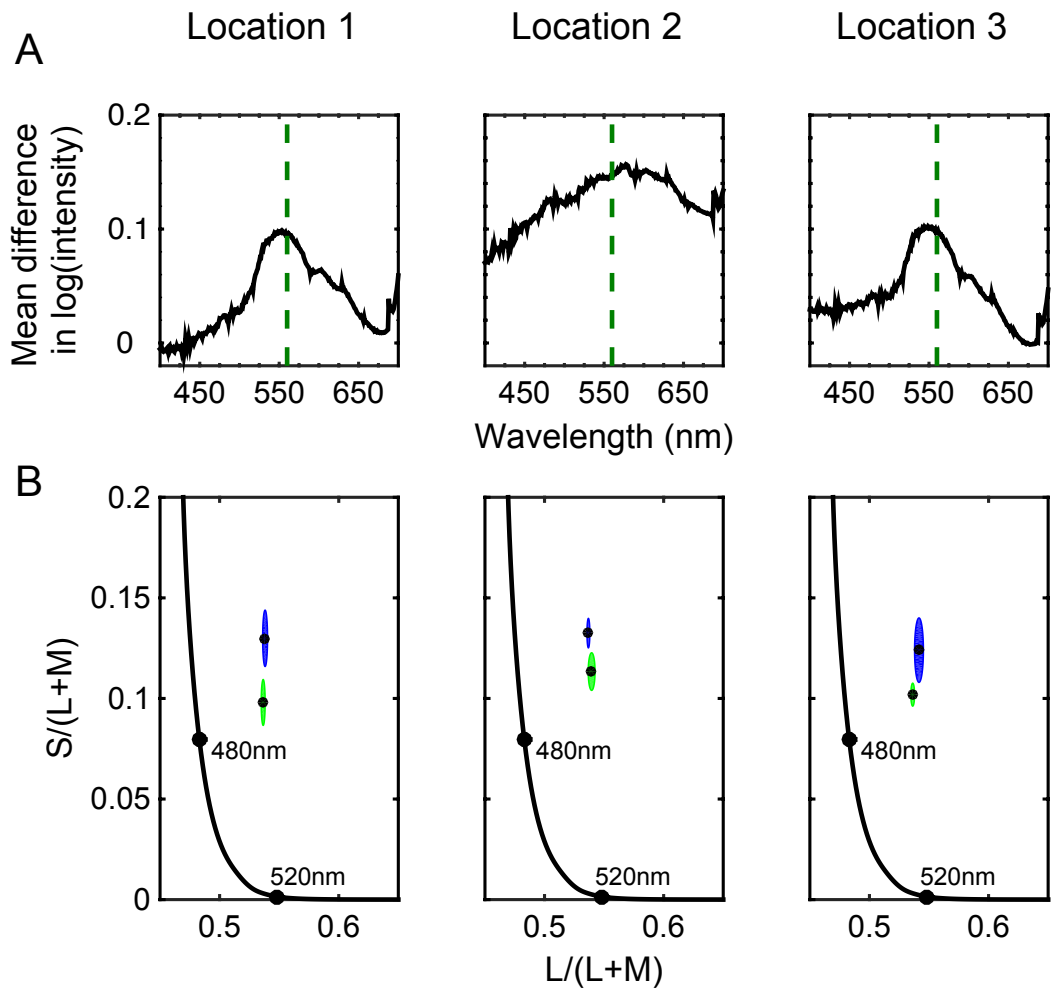 Location 1
Location 2
Location 3
A
Mean difference
in log(intensity)
0.2
0.1
0
450 550 650
450 550 650
450 550 650
Wavelength (nm)
B
S/(L+M)
0.2
0.15
0.1
0.05
0
480nm
520nm
480nm
520nm
480nm
520nm
0.5 0.6
0.5 0.6
0.5 0.6
L/(L+M)